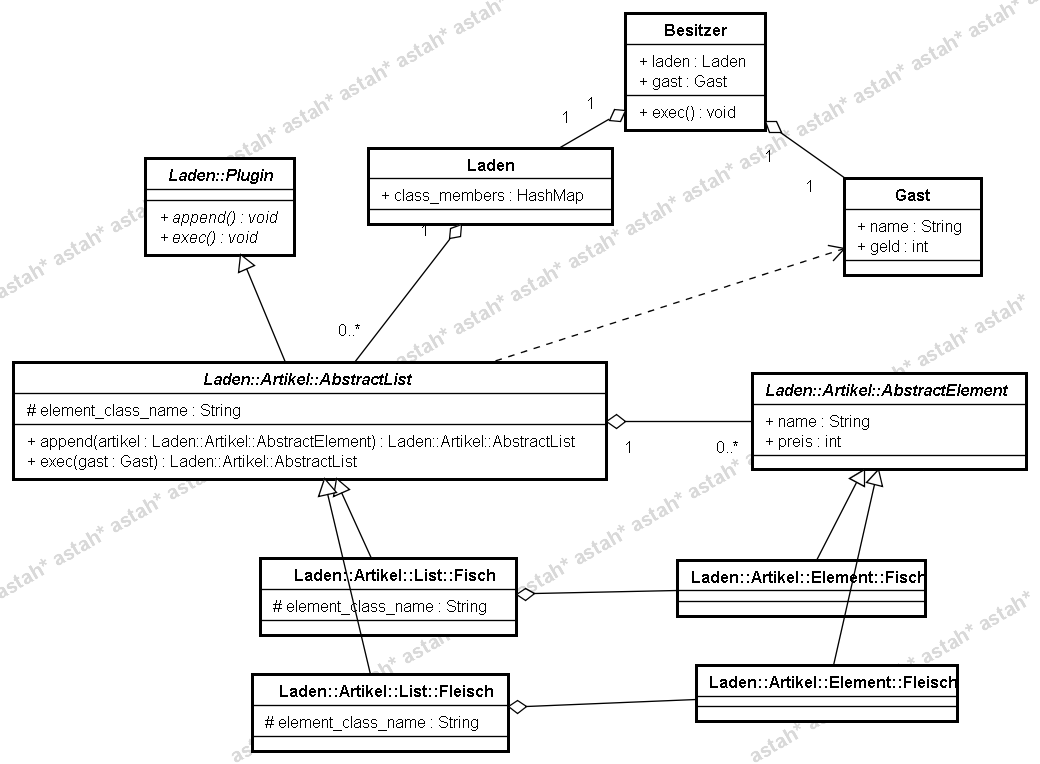 Besitzer
+ laden : Laden
+ gast : Gast
+ exec() : void
1
1
1
1
Laden::Plugin
+ append() : void
+ exec() : void
Laden
+ class_members : HashMap
Gast
+ name : String
+ geld : int
1
0..*
Laden::Artikel::AbstractList
# element_class_name : String
+ append(artikel : Laden::Artikel::AbstractElement) : Laden::Artikel::AbstractList
+ exec(gast : Gast) : Laden::Artikel::AbstractList
1
0..*
Laden::Artikel::AbstractElement
+ name : String
+ preis : int
Laden::Artikel::List::Fisch
# element_class_name : String
Laden::Artikel::Element::Fisch
Laden::Artikel::List::Fleisch
# element_class_name : String
Laden::Artikel::Element::Fleisch
astah* astah* astah* astah* astah* astah*